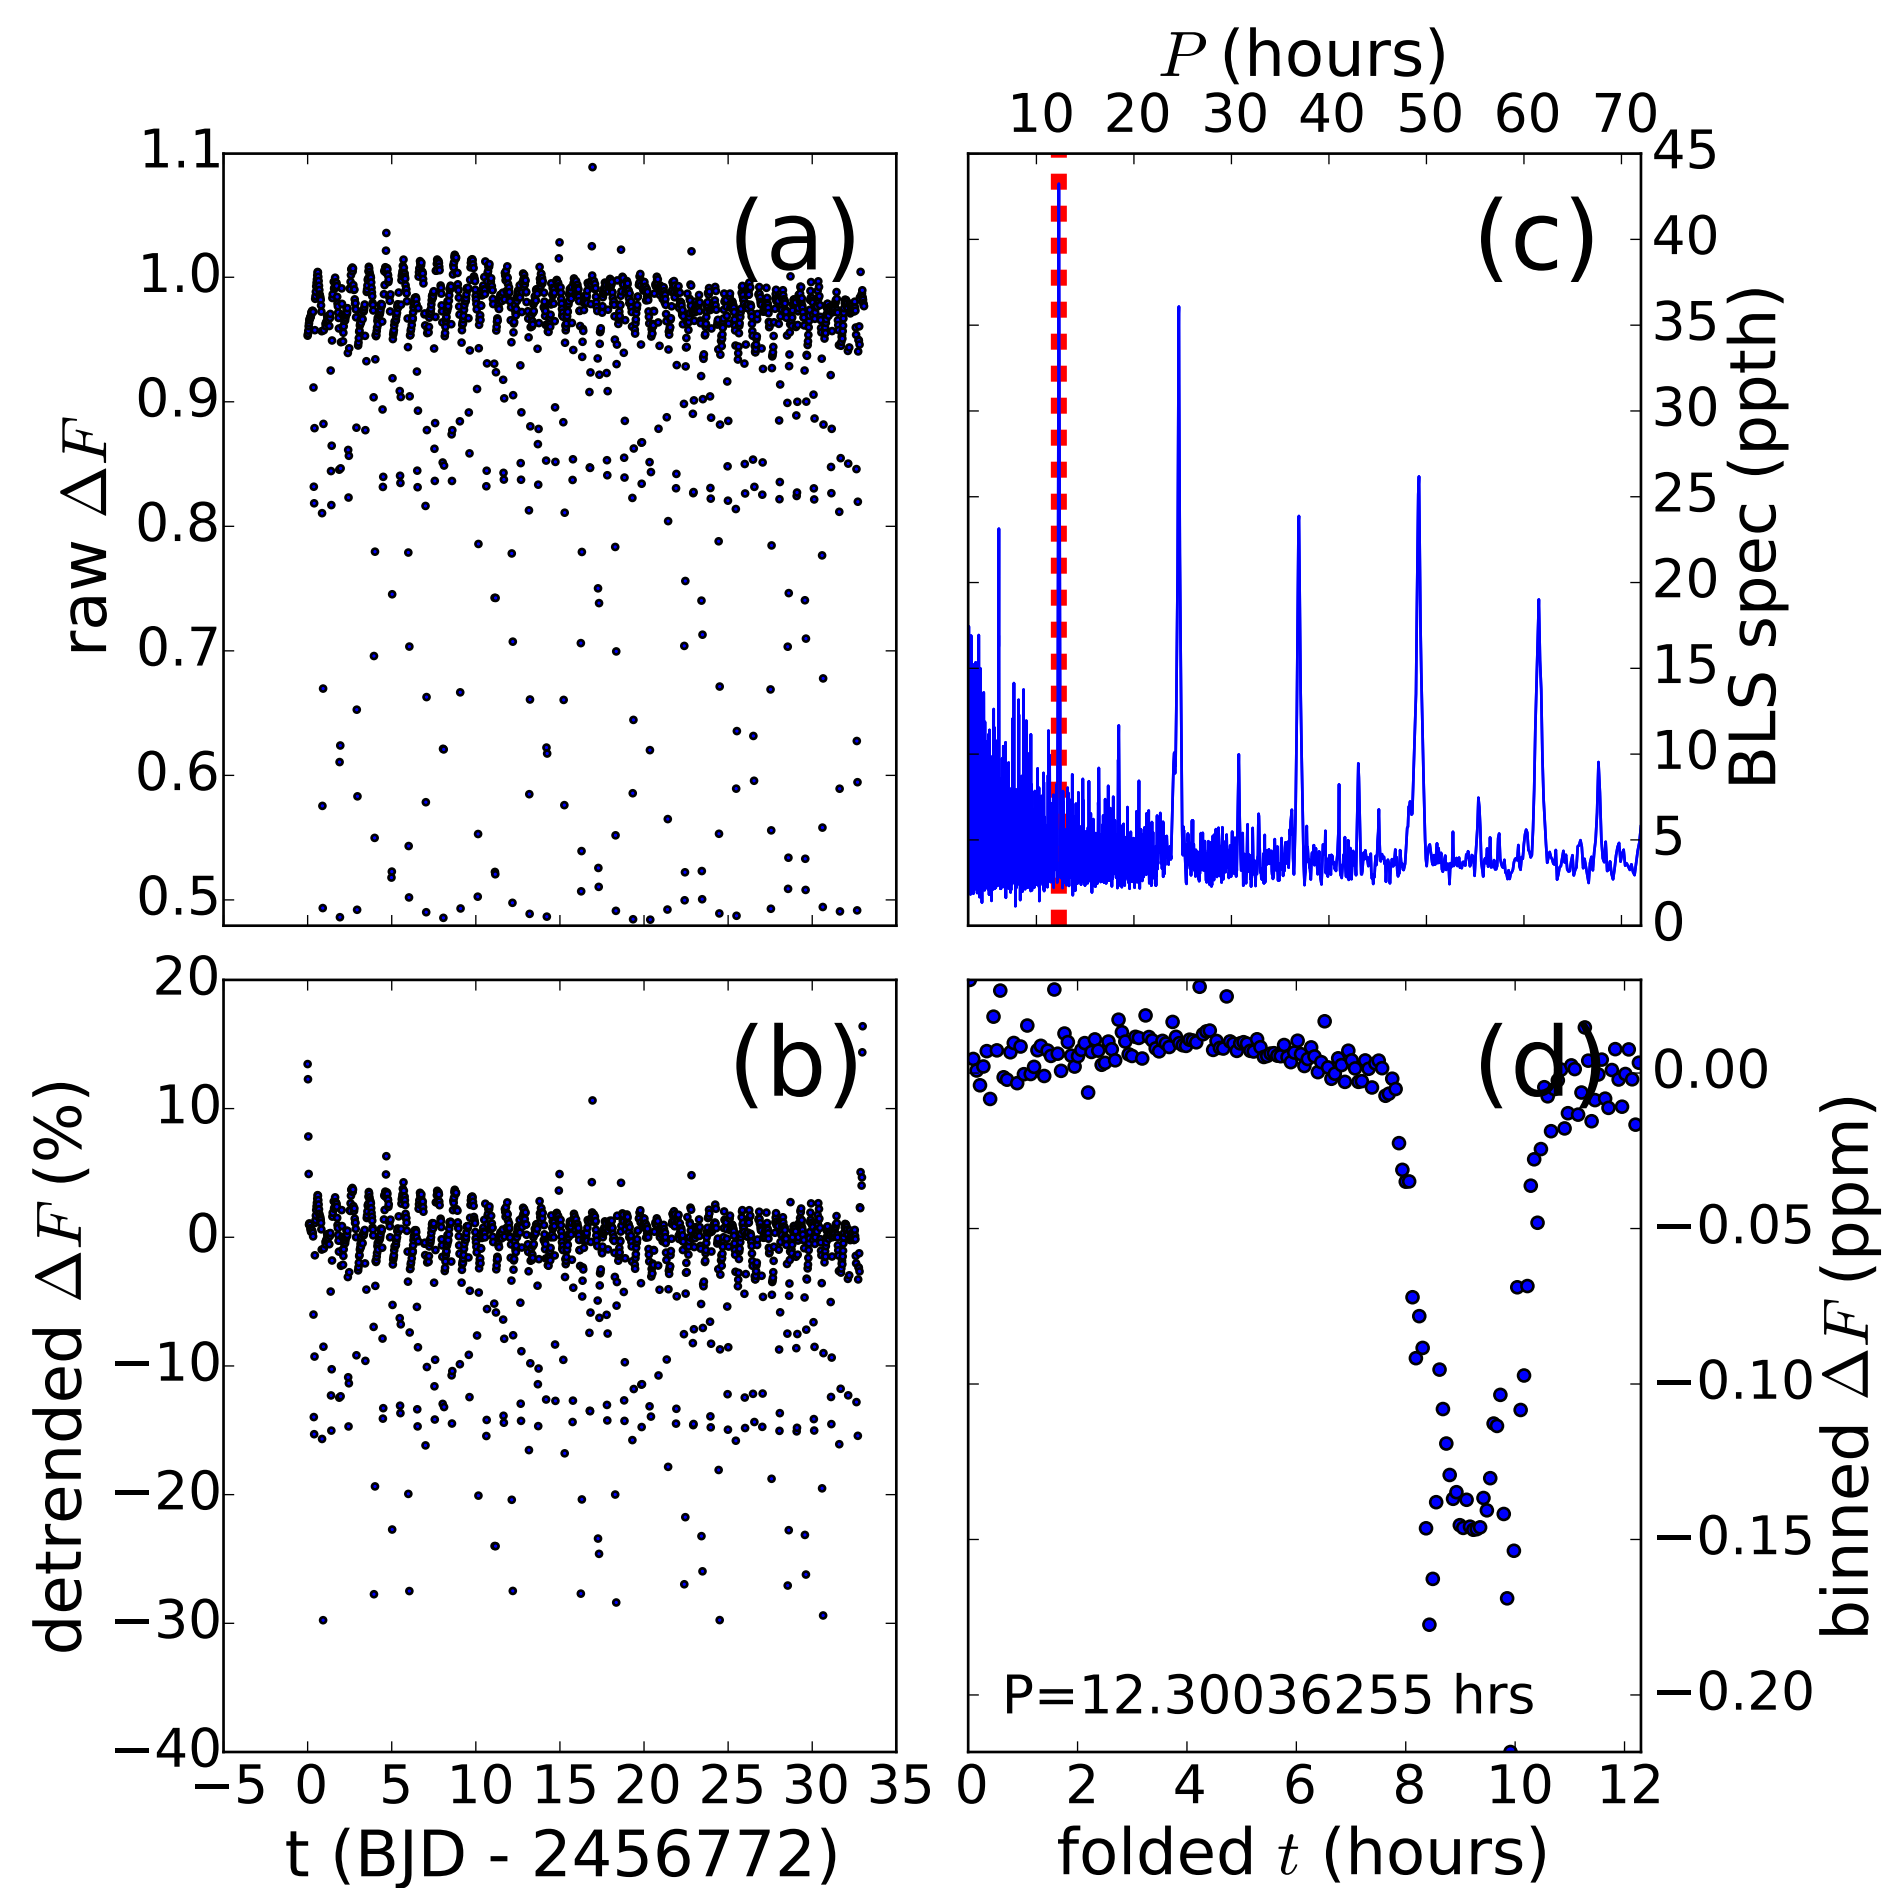 P (hours)
10 20 30 40 50 60 70
(a)
1.1
1.0
0.9
0.8
0.7
0.6
0.5
raw ΔF
(c)
45
40
35
30
25
20
15
10
5
0
BLS spec (ppth)
(b)
20
10
0
−10
−20
−30
−40
detrended ΔF (%)
−5 0 5 10 15 20 25 30 35
t (BJD - 2456772)
(d)
0.00
−0.05
−0.10
−0.15
−0.20
binned ΔF (ppm)
P=12.30036255 hrs
0 2 4 6 8 10 12
folded t (hours)